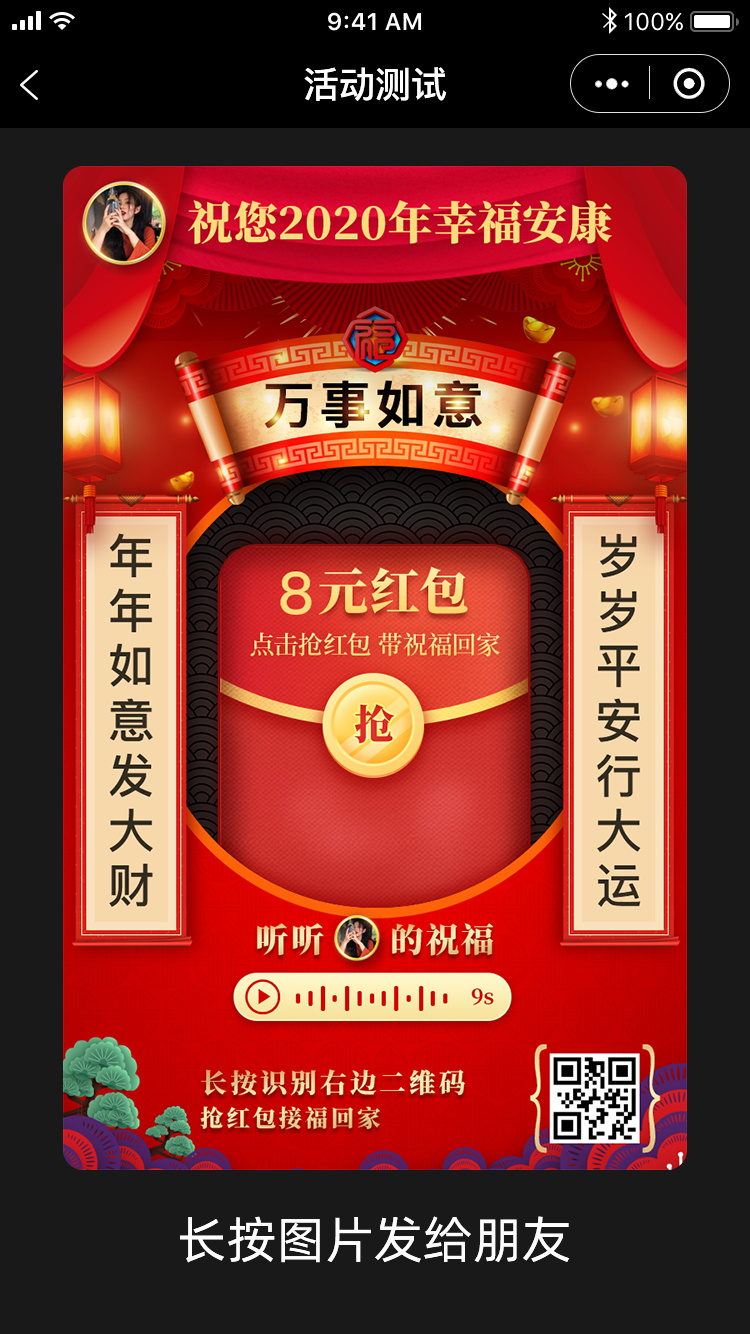 9:41 AM
100%
活动测试
祝您2020年幸福安康
福
万事如意
年年如意发大财
岁岁平安行大运
8元红包
点击抢红包 带祝福回家
抢
听听的祝福
9s
长按识别右边二维码
抢红包接福回家
长按图片发给朋友